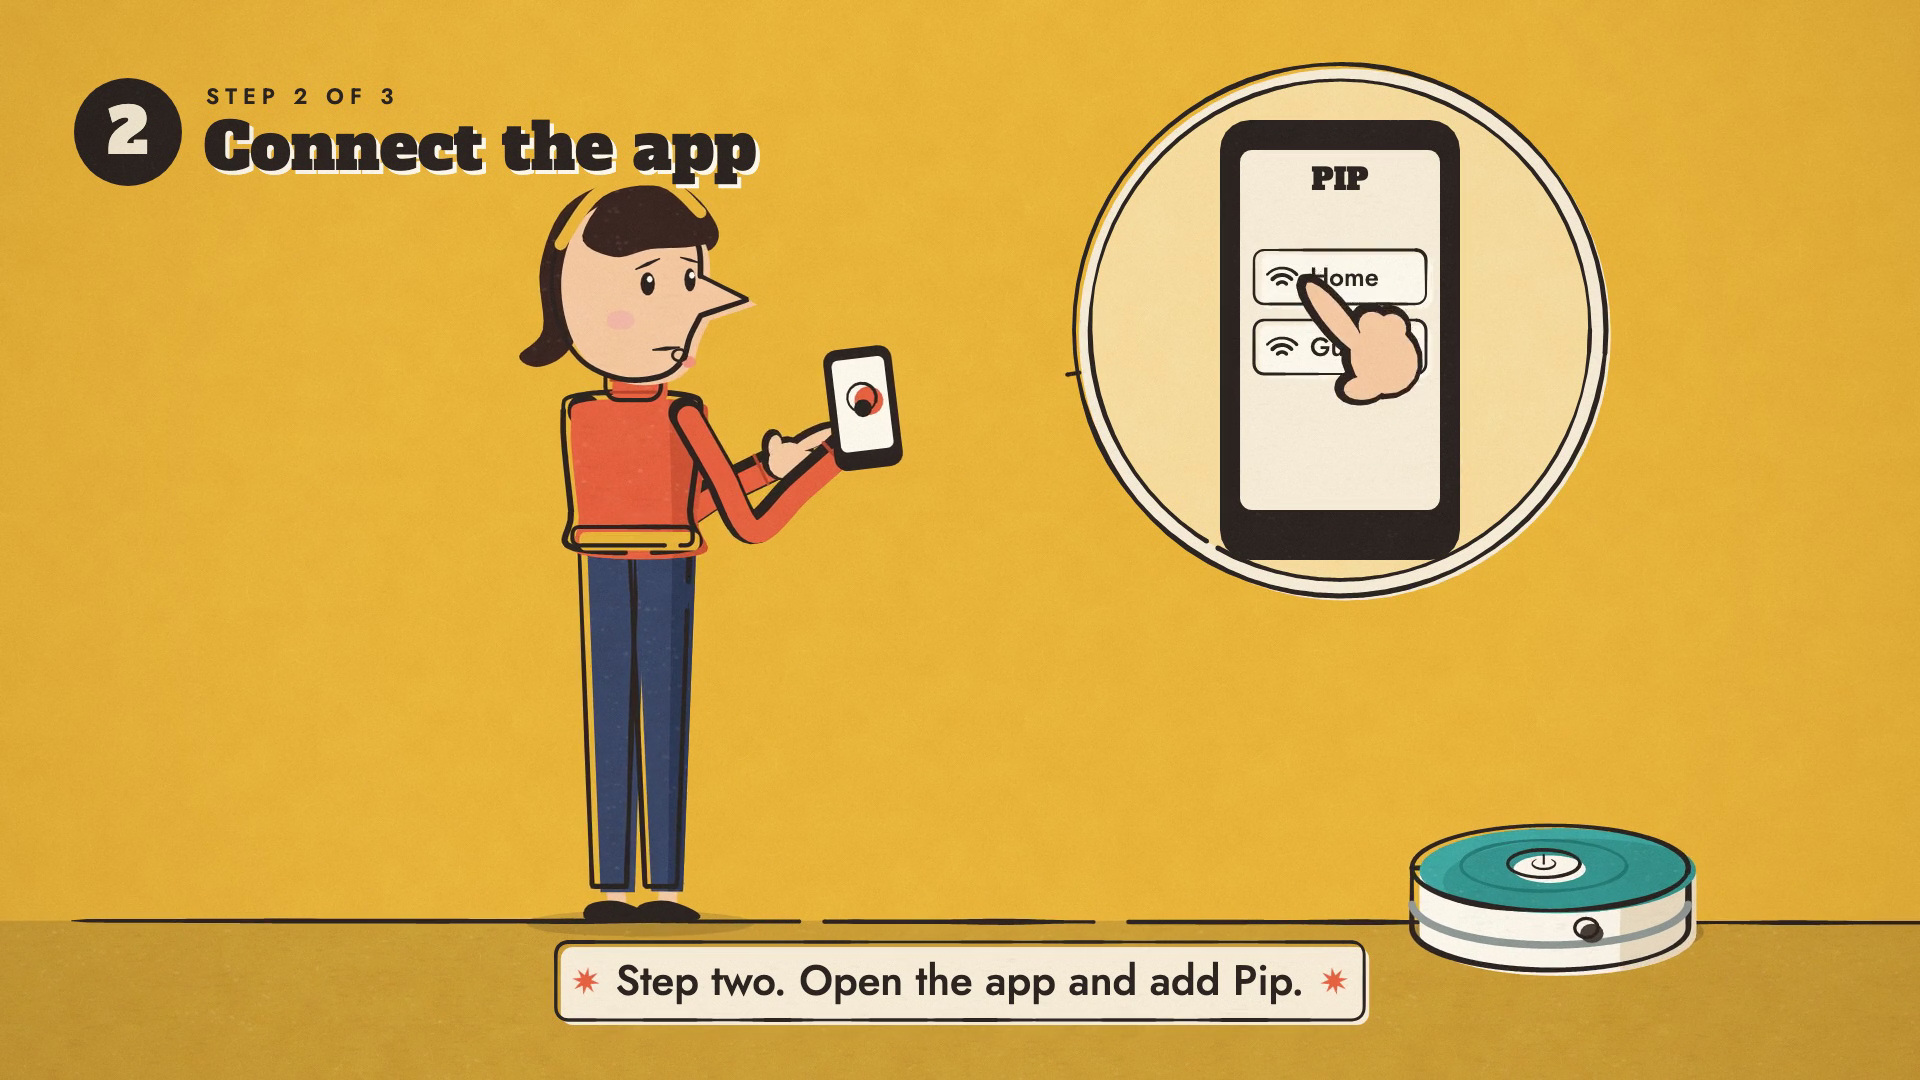 2
STEP 2 OF 3
Connect the app
PIP
Home
Step two. Open the app and add Pip.